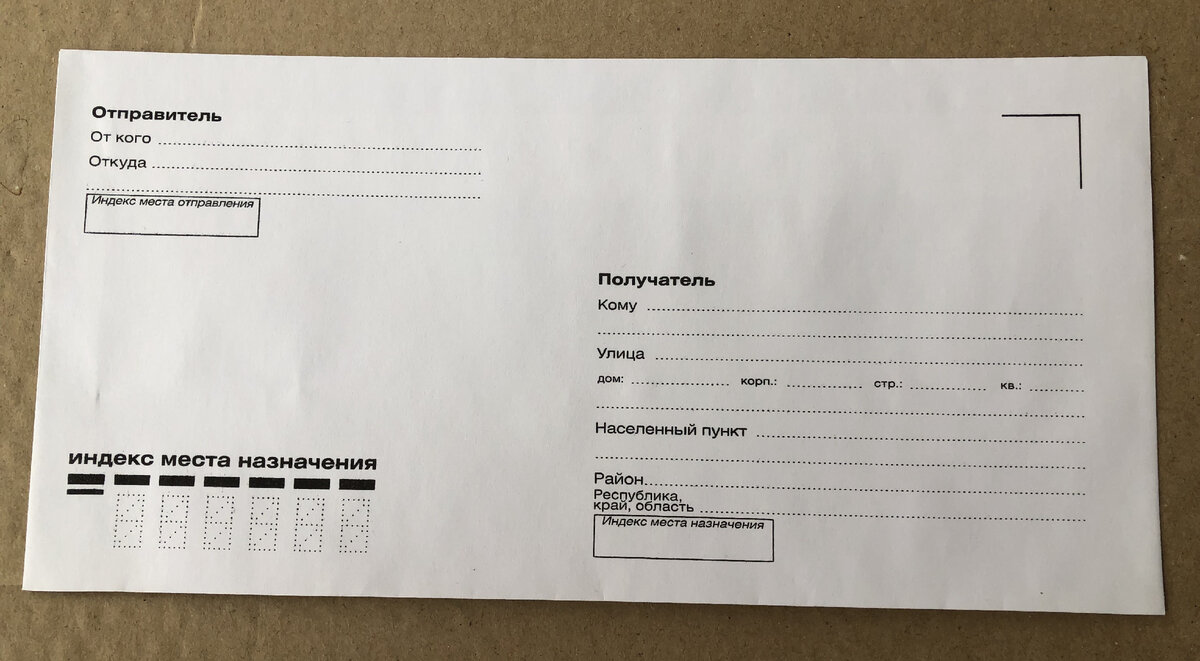 Отправитель
От кого
Откуда
Индекс места отправления
Получатель
Кому
Улица
дом: корп.: стр.: кв.:
Населенный пункт
Район
Республика,
край, область
Индекс места назначения
индекс места назначения